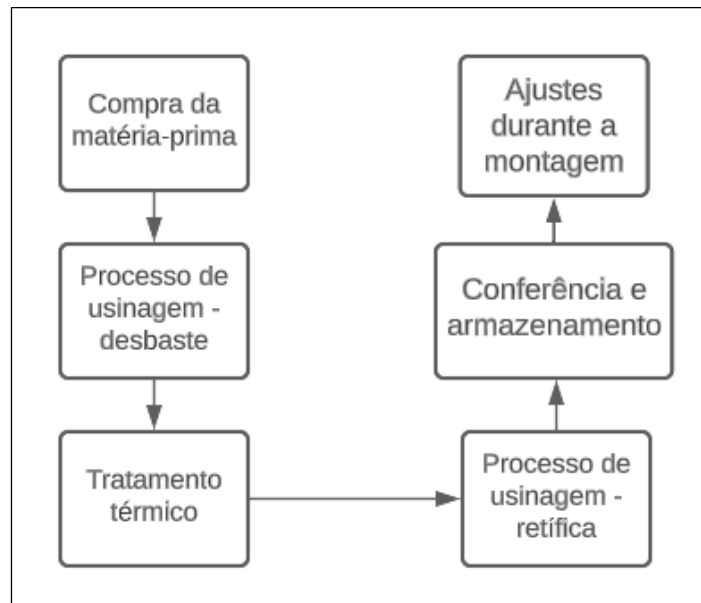 Compra da
matéria-prima
Processo de
usinagem -
desbaste
Tratamento
térmico
Processo de
usinagem -
retífica
Conferência e
armazenamento
Ajustes
durante a
montagem